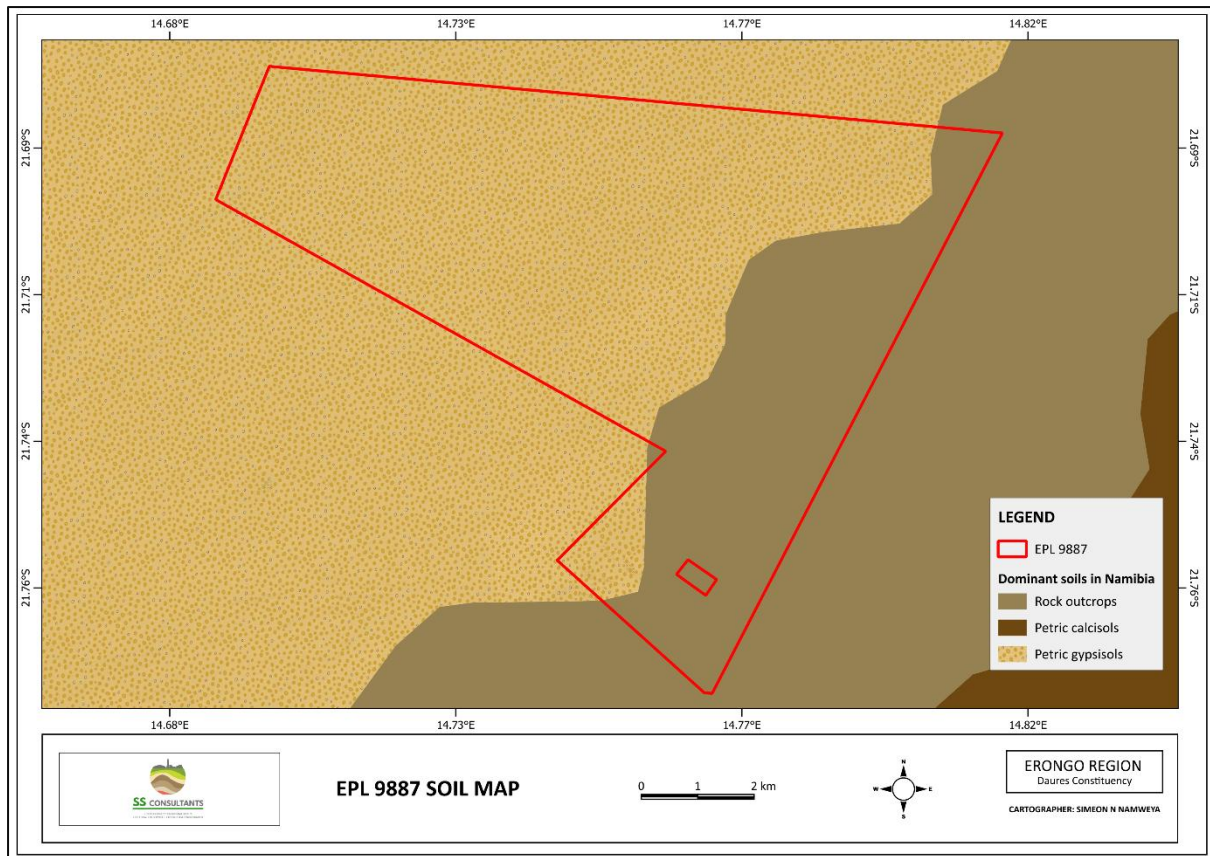 14.68°E 14.73°E 14.77°E 14.82°E
21.69°S 21.69°S
21.71°S 21.71°S
21.74°S 21.74°S
LEGEND
EPL 9887
Dominant soils in Namibia
Rock outcrops
Petric calcisols
Petric gypsisols
21.76°S 21.76°S
14.68°E 14.73°E 14.77°E 14.82°E
SS CONSULTANTS
EPL 9887 SOIL MAP
0 1 2 km
N
W E
S
ERONGO REGION
Daures Constituency
CARTOGRAPHER: SIMEON N NAMWEYA